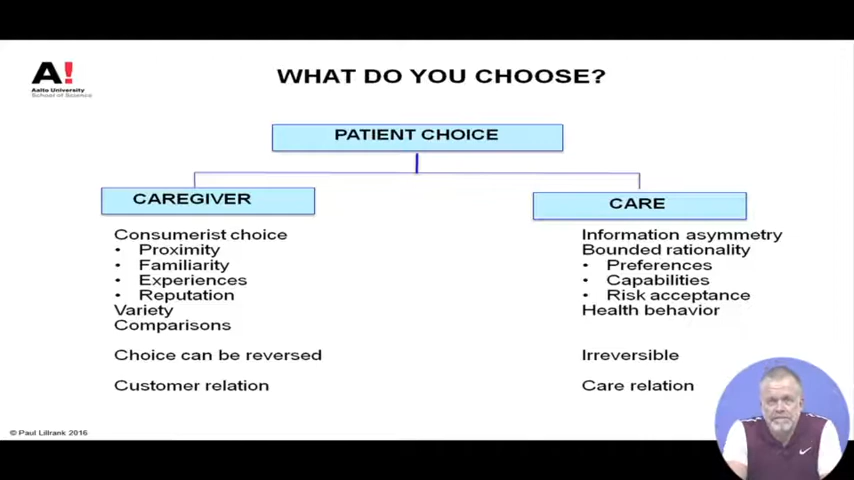 A!
Aalto University
School of Science
WHAT DO YOU CHOOSE?
PATIENT CHOICE
CAREGIVER
Consumerist choice
• Proximity
• Familiarity
• Experiences
• Reputation
Variety
Comparisons
Choice can be reversed
Customer relation
CARE
Information asymmetry
Bounded rationality
• Preferences
• Capabilities
• Risk acceptance
Health behavior
Irreversible
Care relation
© Paul Lillrank 2016